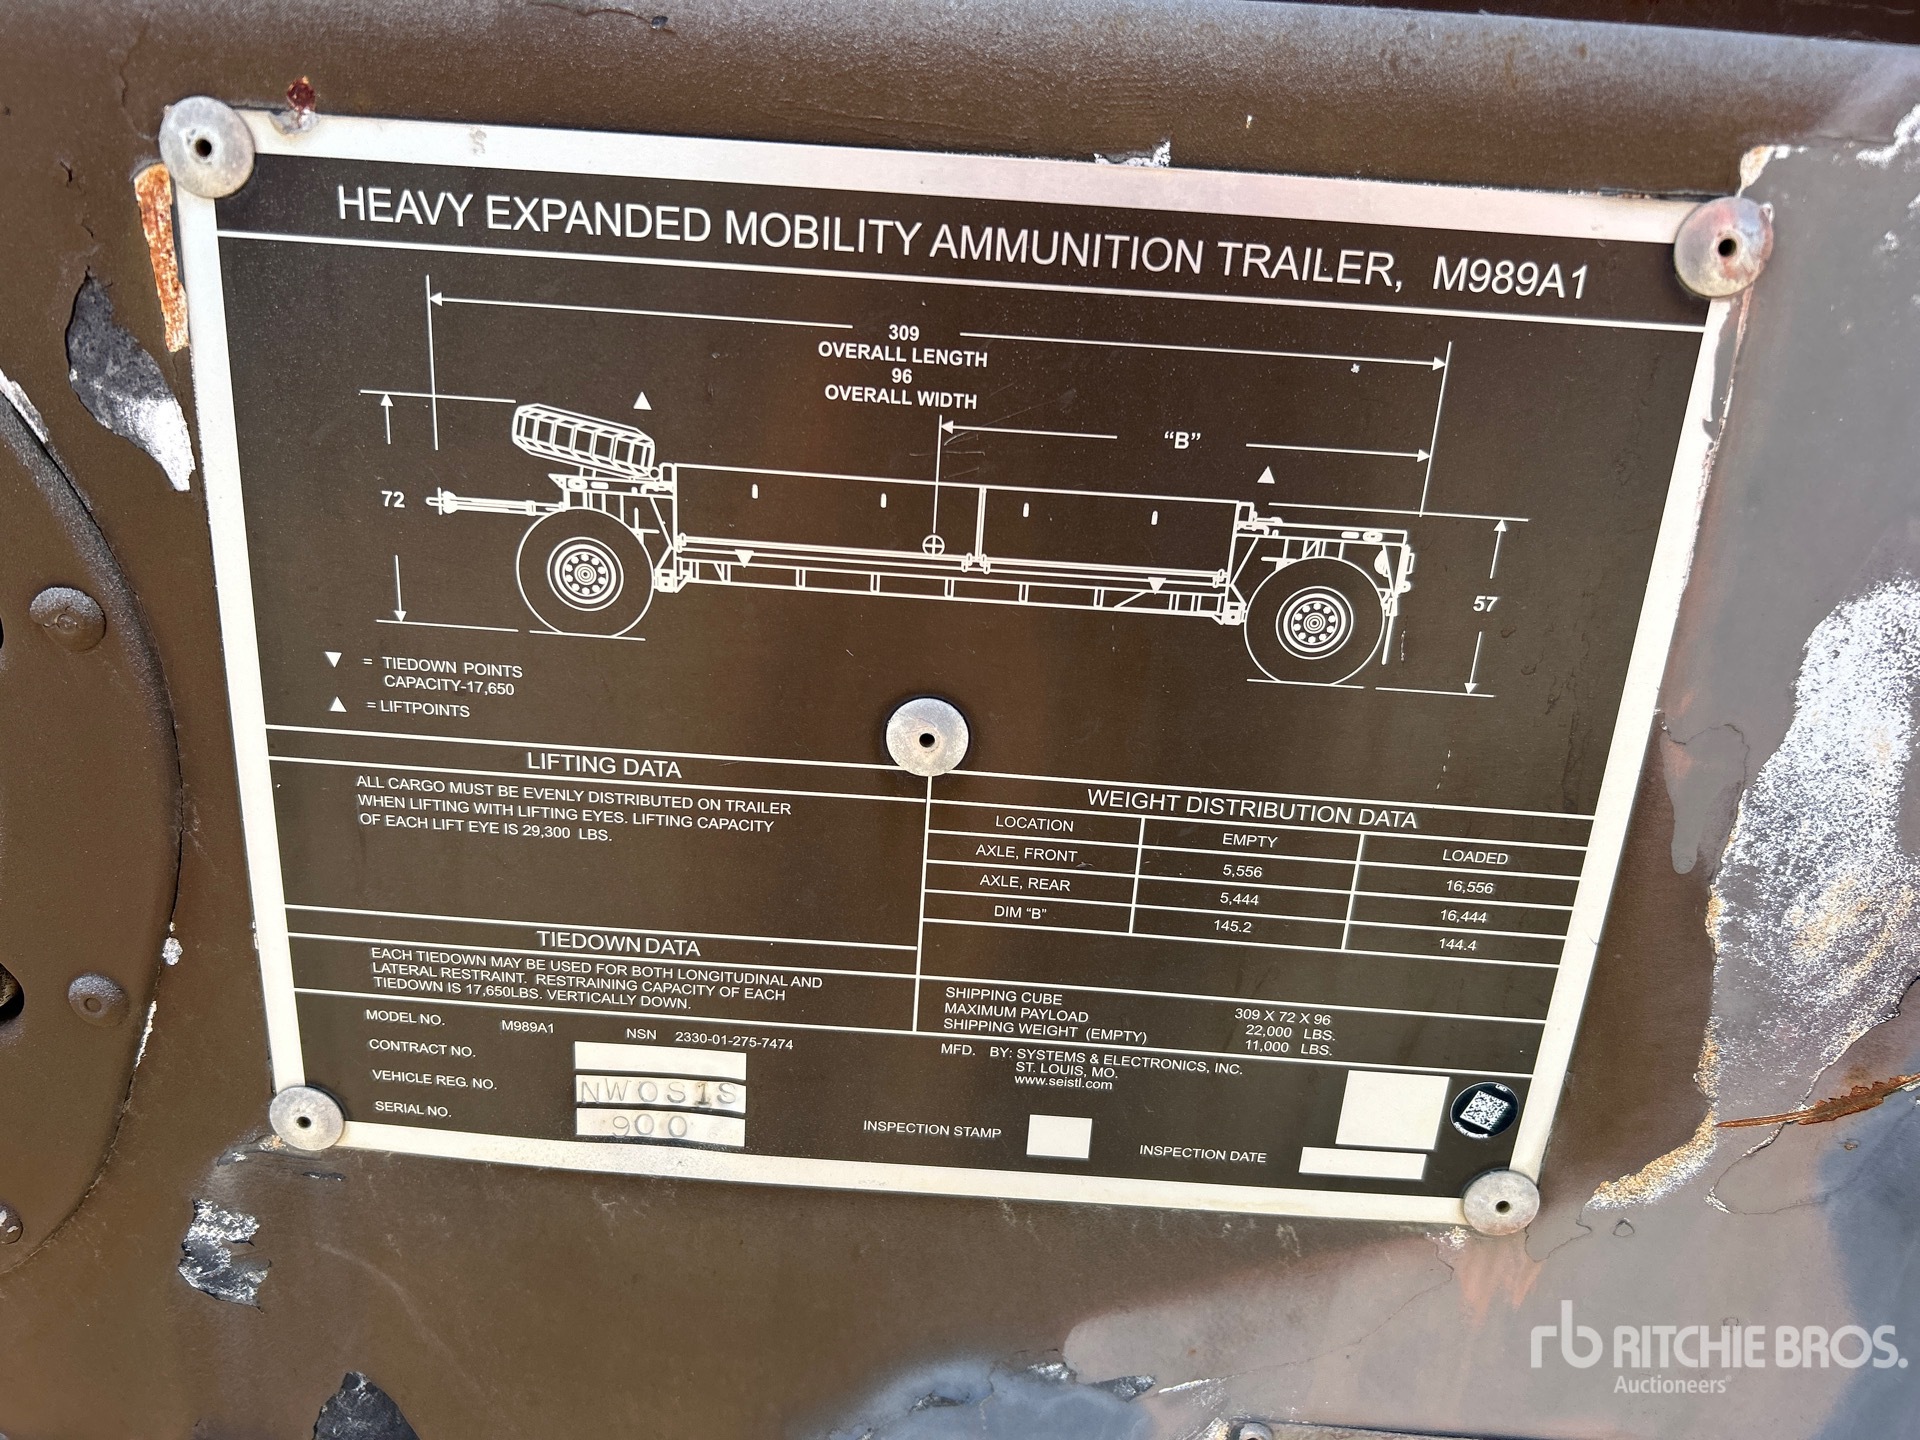 HEAVY EXPANDED MOBILITY AMMUNITION TRAILER, M989A1
309
OVERALL LENGTH
96
OVERALL WIDTH
"B"
72
57
▼ = TIEDOWN POINTS
CAPACITY-17,650
▲ = LIFTPOINTS
LIFTING DATA
ALL CARGO MUST BE EVENLY DISTRIBUTED ON TRAILER
WHEN LIFTING WITH LIFTING EYES. LIFTING CAPACITY
OF EACH LIFT EYE IS 29,300 LBS.
TIEDOWN DATA
EACH TIEDOWN MAY BE USED FOR BOTH LONGITUDINAL AND
LATERAL RESTRAINT. RESTRAINING CAPACITY OF EACH
TIEDOWN IS 17,650LBS. VERTICALLY DOWN.
WEIGHT DISTRIBUTION DATA
LOCATION EMPTY LOADED
AXLE, FRONT 5,556 16,556
AXLE, REAR 5,444 16,444
DIM "B" 145.2 144.4
SHIPPING CUBE 309 X 72 X 96
MAXIMUM PAYLOAD 22,000 LBS.
SHIPPING WEIGHT (EMPTY) 11,000 LBS.
MODEL NO. M989A1 NSN 2330-01-275-7474
CONTRACT NO.
VEHICLE REG. NO. NW0S1S
SERIAL NO. 900
MFD. BY: SYSTEMS & ELECTRONICS, INC.
ST. LOUIS, MO.
www.seistl.com
INSPECTION STAMP
INSPECTION DATE
rb RITCHIE BROS.
Auctioneers